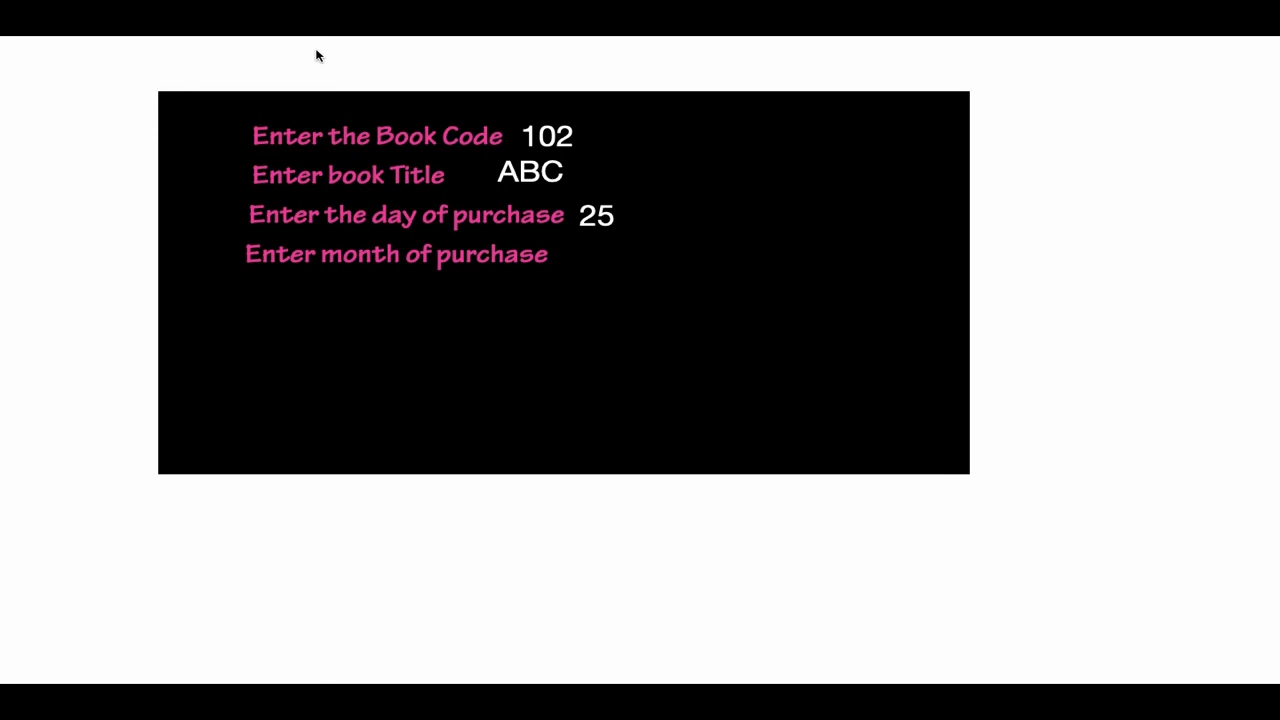 Enter the Book Code 102
Enter book Title ABC
Enter the day of purchase 25
Enter month of purchase